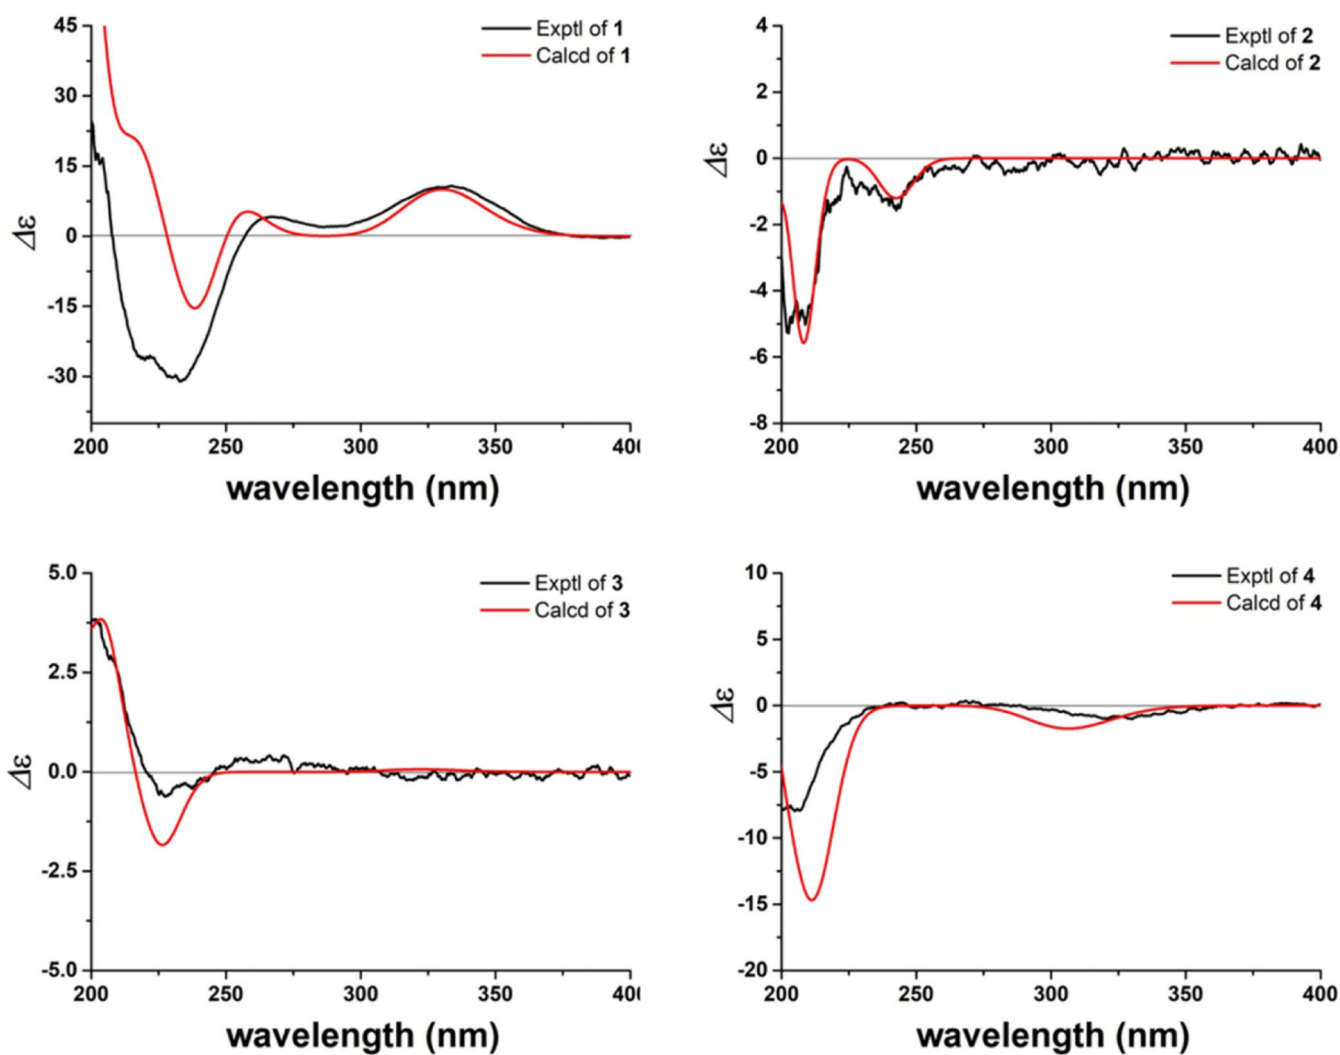 45
30
15
0
-15
-30
Δε
Exptl of 1
Calcd of 1
200 250 300 350 40
wavelength (nm)
4
2
0
-2
-4
-6
-8
Δε
Exptl of 2
Calcd of 2
200 250 300 350 400
wavelength (nm)
5.0
2.5
0.0
-2.5
-5.0
Δε
Exptl of 3
Calcd of 3
200 250 300 350 40
wavelength (nm)
10
5
0
-5
-10
-15
-20
Δε
Exptl of 4
Calcd of 4
200 250 300 350 400
wavelength (nm)